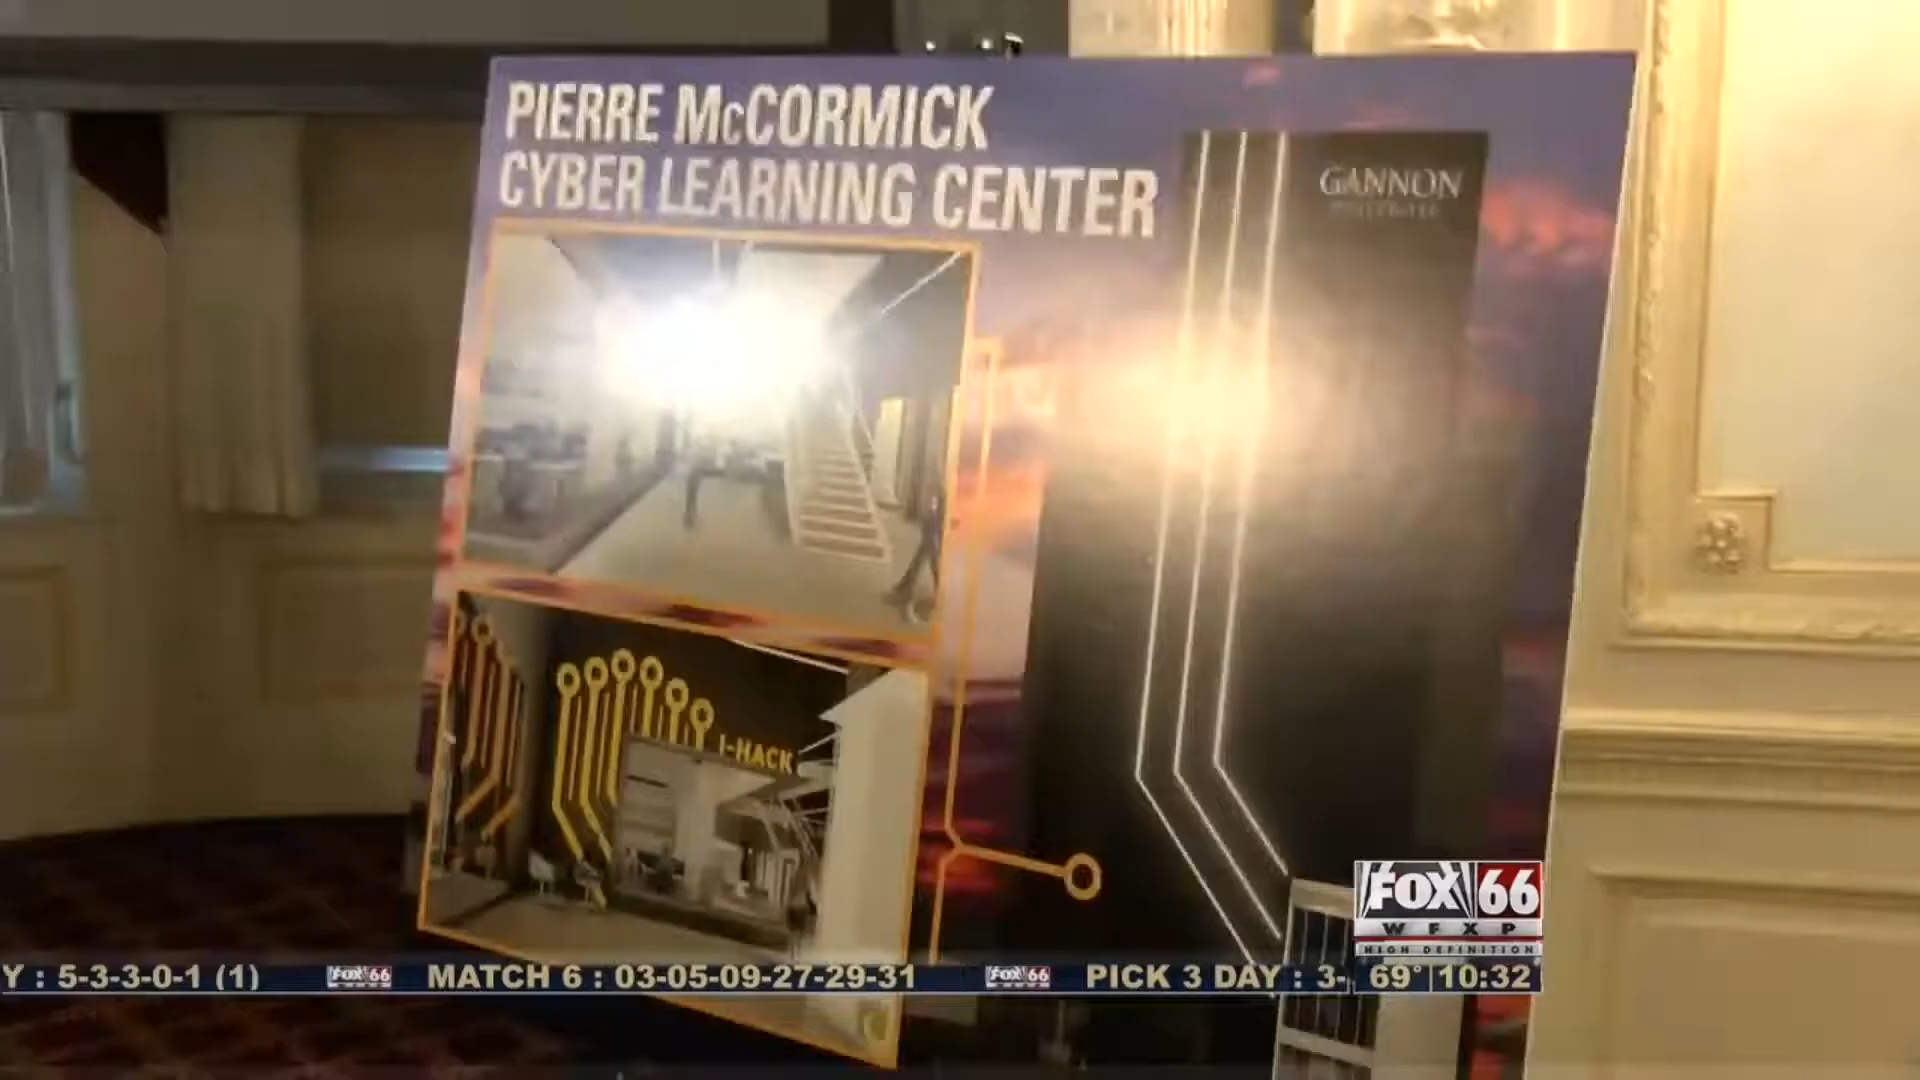 PIERRE McCORMICK
CYBER LEARNING CENTER
GANNON
I-HACK
FOX 66
WFXP
HIGH DEFINITION
Y : 5-3-3-0-1 (1) FOX 66 MATCH 6 : 03-05-09-27-29-31 FOX 66 PICK 3 DAY : 3- 69° 10:32